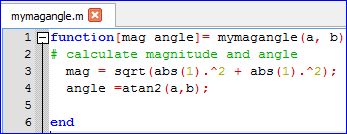 mymagangle.m
1 function[mag angle]= mymagangle(a, b)
2 # calculate magnitude and angle
3 mag = sqrt(abs(1).^2 + abs(1).^2);
4 angle =atan2(a,b);
5
6 end